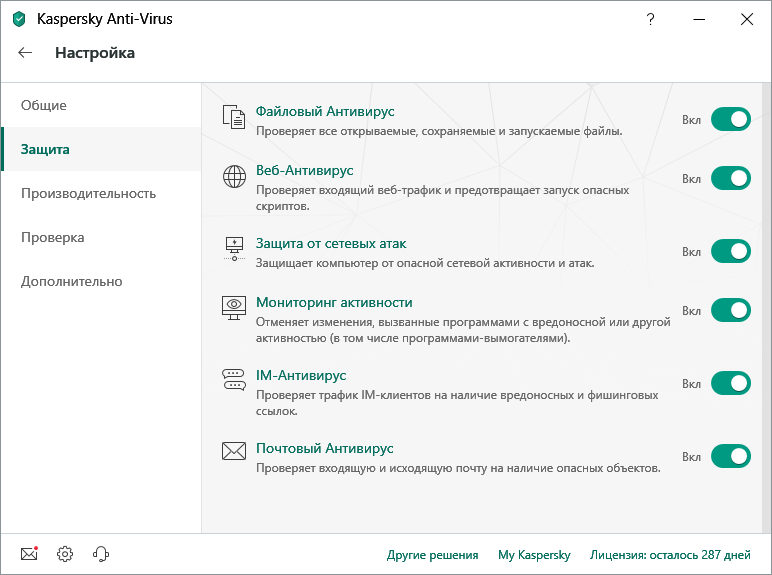 Kaspersky Anti-Virus
?
Настройка
Общие
Защита
Производительность
Проверка
Дополнительно
Файловый Антивирус
Проверяет все открываемые, сохраняемые и запускаемые файлы.
Вкл
Веб-Антивирус
Проверяет входящий веб-трафик и предотвращает запуск опасных
скриптов.
Вкл
Защита от сетевых атак
Защищает компьютер от опасной сетевой активности и атак.
Вкл
Мониторинг активности
Отменяет изменения, вызванные программами с вредоносной или другой
активностью (в том числе программами-вымогателями).
Вкл
IM-Антивирус
Проверяет трафик IM-клиентов на наличие вредоносных и фишинговых
ссылок.
Вкл
Почтовый Антивирус
Проверяет входящую и исходящую почту на наличие опасных объектов.
Вкл
Другие решения My Kaspersky Лицензия: осталось 287 дней